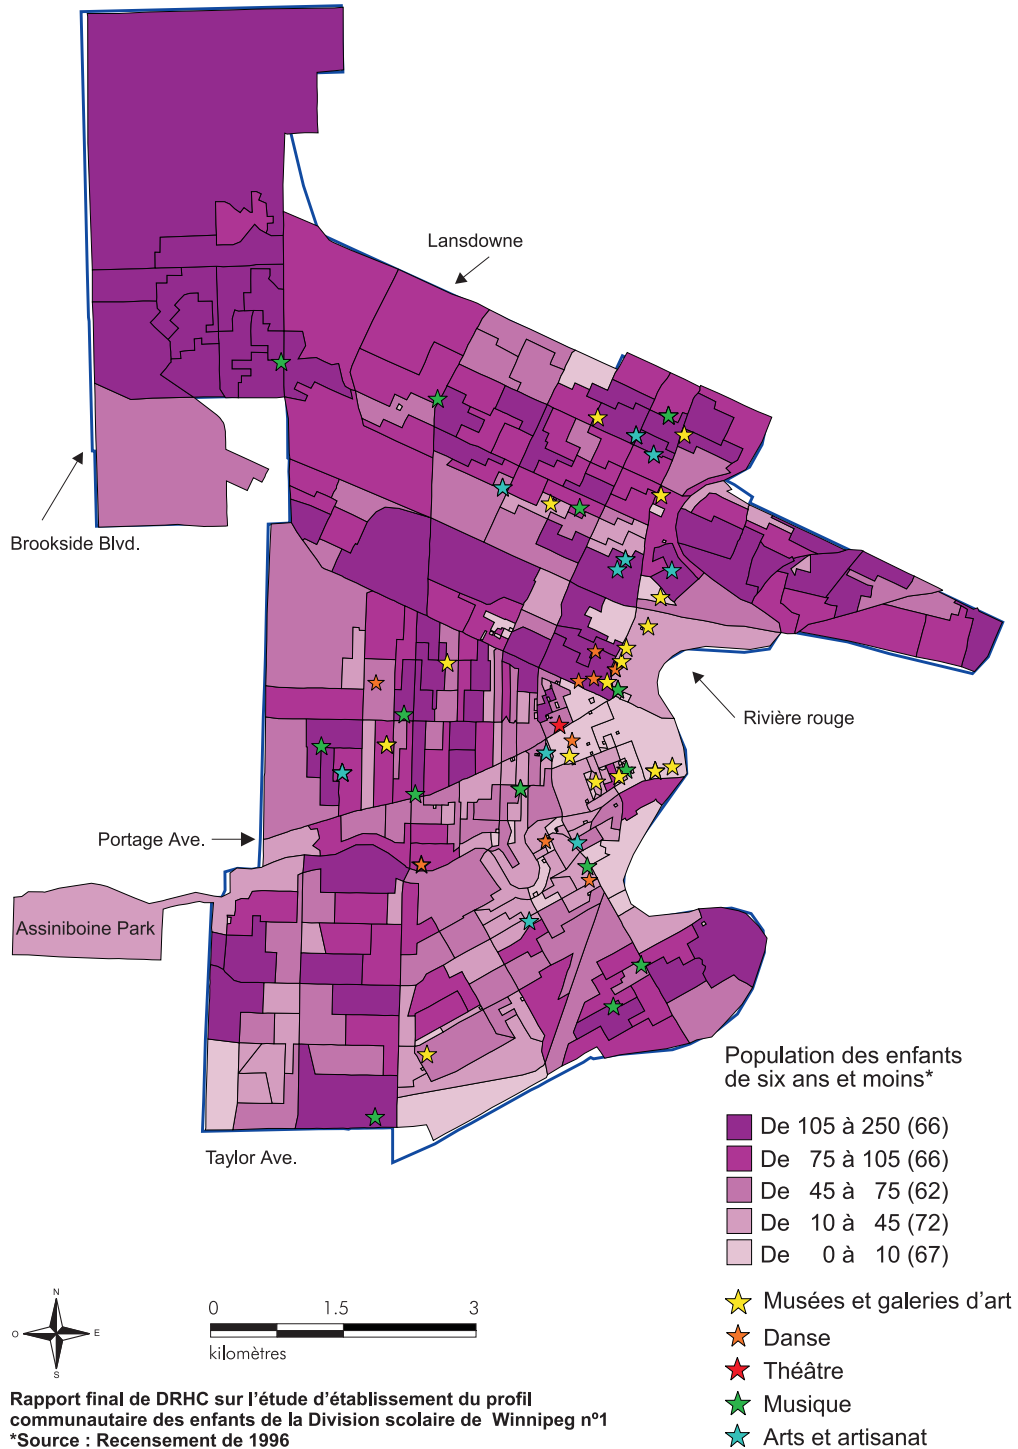 Lansdowne
Brookside Blvd.
Rivière rouge
Portage Ave.
Assiniboine Park
Taylor Ave.
Population des enfants
de six ans et moins*
De 105 à 250 (66)
De 75 à 105 (66)
De 45 à 75 (62)
De 10 à 45 (72)
De 0 à 10 (67)
Musées et galeries d'art
Danse
Théâtre
Musique
Arts et artisanat
N
O E
S
0 1.5 3
kilomètres
Rapport final de DRHC sur l'étude d'établissement du profil
communautaire des enfants de la Division scolaire de Winnipeg nº1
*Source : Recensement de 1996